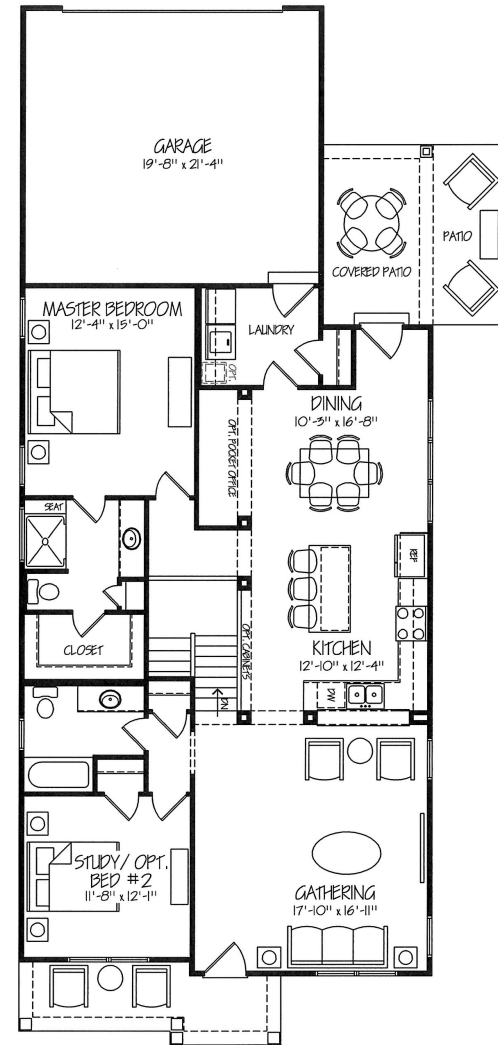 GARAGE
19'-8" x 21'-4"
COVERED PATIO
PATIO
MASTER BEDROOM
12'-4" x 15'-0"
LAUNDRY
OPT.
DINING
10'-3" x 16'-8"
OPT. POCKET OFFICE
SEAT
REF
KITCHEN
12'-10" x 12'-4"
OPT. CABINETS
CLOSET
DW
DN
STUDY/ OPT.
BED #2
11'-8" x 12'-1"
GATHERING
17'-10" x 16'-11"